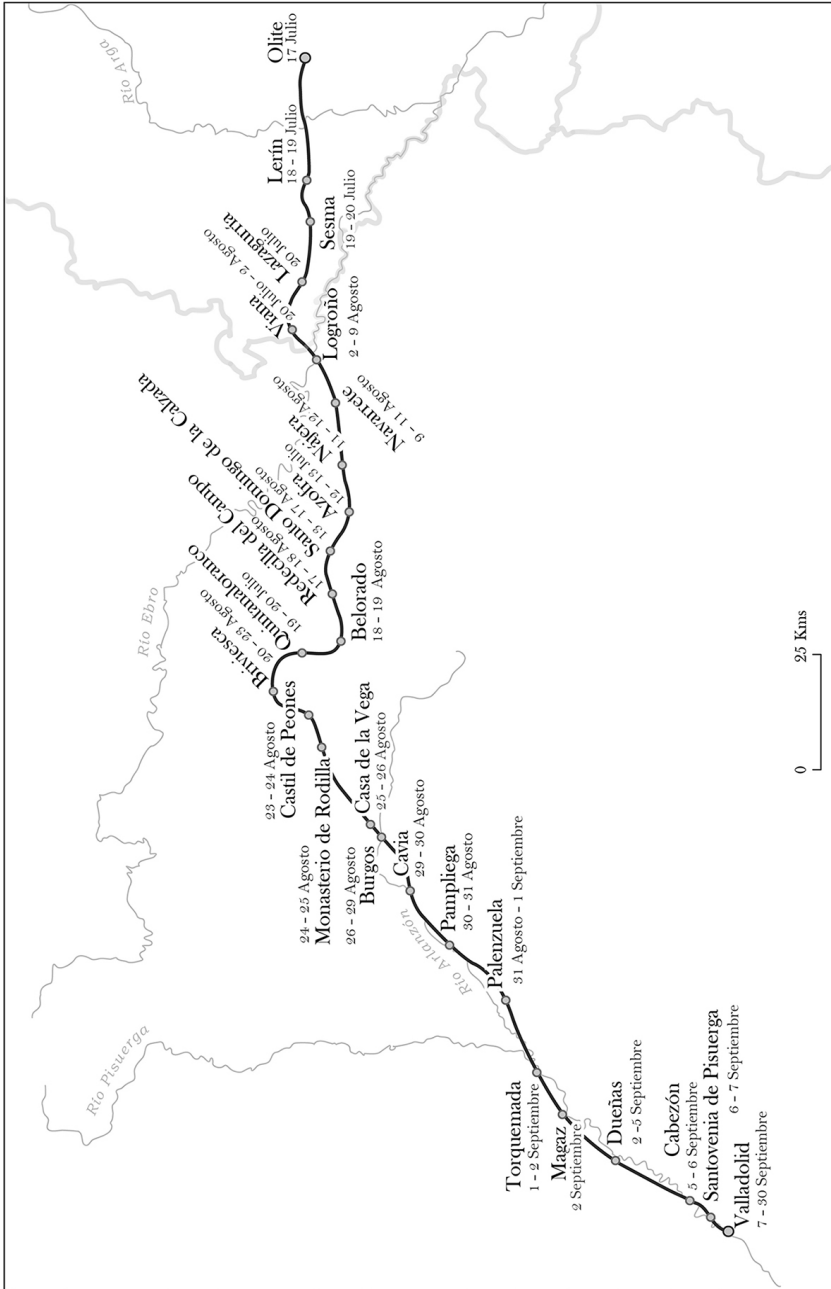 Río Arga
Olite
17 Julio
Lerín
18 - 19 Julio
Sesma
19 - 20 Julio
Lazagurría
20 Julio
Viana
20 Julio - 2 Agosto
Logroño
2 - 9 Agosto
Navarrete
9 - 11 Agosto
Nájera
11 - 12 Agosto
Azofra
12 - 13 Julio
Santo Domingo de la Calzada
13 - 17 Agosto
Redecilla del Campo
17 - 18 Agosto
Belorado
18 - 19 Agosto
Quintanaloranco
19 - 20 Julio
Briviesca
20 - 23 Agosto
Río Ebro
23 - 24 Agosto
Castil de Peones
24 - 25 Agosto
Monasterio de Rodilla
Casa de la Vega
25 - 26 Agosto
26 - 29 Agosto
Burgos
Cavia
29 - 30 Agosto
Pampliega
30 - 31 Agosto
Río Arlanzón
Palenzuela
31 Agosto - 1 Septiembre
Río Pisuerga
Torquemada
1 - 2 Septiembre
Magaz
2 Septiembre
Dueñas
2 -5 Septiembre
Cabezón
5 - 6 Septiembre
Santovenia de Pisuerga
6 - 7 Septiembre
Valladolid
7 - 30 Septiembre
0
25 Kms